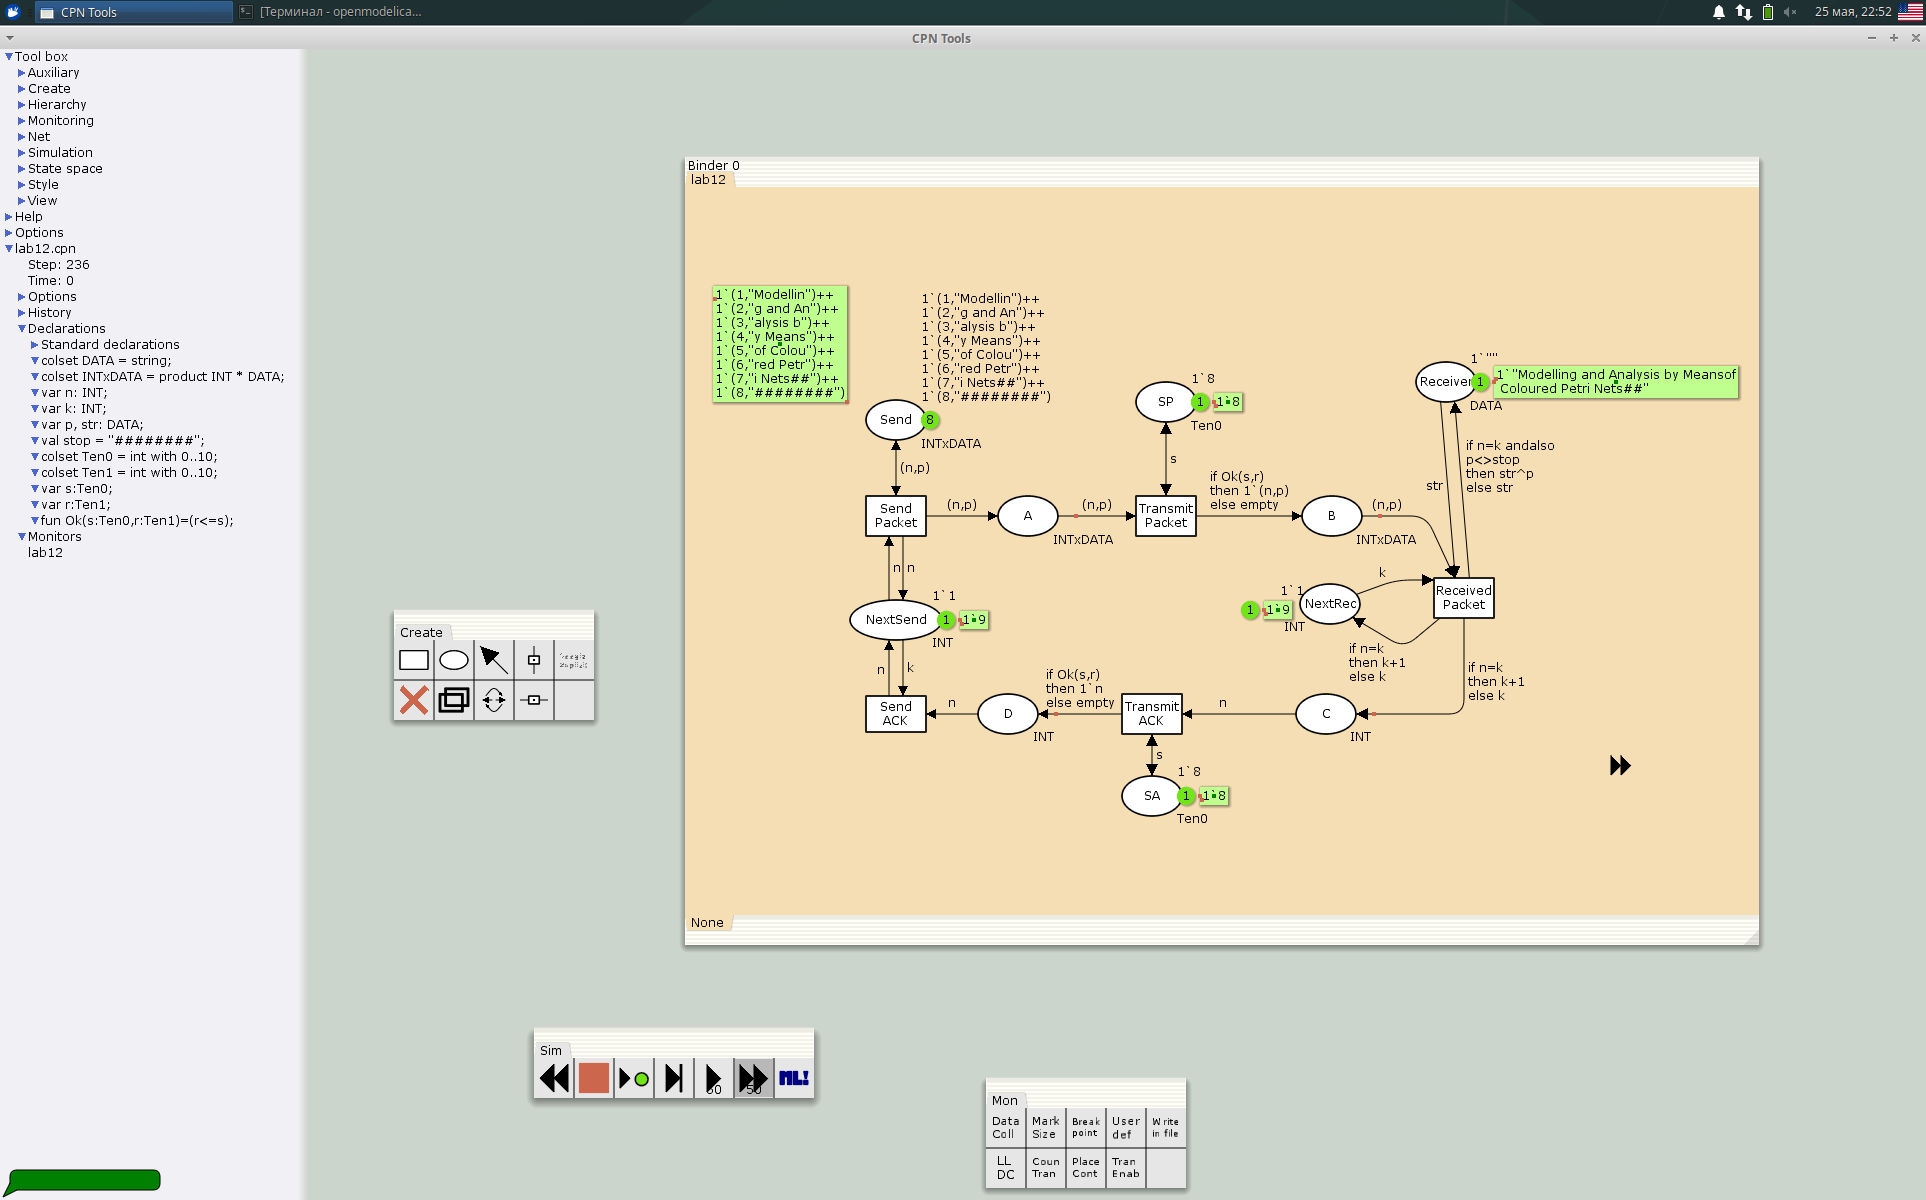 CPN Tools
[Терминал - openmodelica...
25 мая, 22:52
CPN Tools
Tool box
Auxiliary
Create
Hierarchy
Monitoring
Net
Simulation
State space
Style
View
Help
Options
lab12.cpn
Step: 236
Time: 0
Options
History
Declarations
Standard declarations
colset DATA = string;
colset INTxDATA = product INT * DATA;
var n: INT;
var k: INT;
var p, str: DATA;
val stop = "########";
colset Ten0 = int with 0..10;
colset Ten1 = int with 0..10;
var s:Ten0;
var r:Ten1;
fun Ok(s:Ten0,r:Ten1)=(r<=s);
Monitors
lab12
Binder 0
lab12
1`(1,"Modellin")++
1`(2,"g and An")++
1`(3,"alysis b")++
1`(4,"y Means")++
1`(5,"of Colou")++
1`(6,"red Petr")++
1`(7,"i Nets##")++
1`(8,"########")
1`(1,"Modellin")++
1`(2,"g and An")++
1`(3,"alysis b")++
1`(4,"y Means")++
1`(5,"of Colou")++
1`(6,"red Petr")++
1`(7,"i Nets##")++
1`(8,"########")
Send
8
INTxDATA
(n,p)
1`8
SP
1
1`8
Ten0
s
1`""
Receiver
1
1`"Modelling and Analysis by Meansof
Coloured Petri Nets##"
DATA
if n=k andalso
p<>stop
then str^p
else str
str
Send
Packet
(n,p)
A
INTxDATA
(n,p)
Transmit
Packet
if Ok(s,r)
then 1`(n,p)
else empty
B
INTxDATA
(n,p)
n
n
1`1
NextSend
1
1`9
INT
k
1`1
1
1`9
NextRec
INT
Received
Packet
if n=k
then k+1
else k
if n=k
then k+1
else k
n
k
Send
ACK
n
D
INT
if Ok(s,r)
then 1`n
else empty
Transmit
ACK
n
C
INT
s
1`8
SA
1
1`8
Ten0
None
Create
Sim
50
50
ML!
Mon
Data
Coll
Mark
Size
Break
point
User
def
Write
in file
LL
DC
Coun
Tran
Place
Cont
Tran
Enab